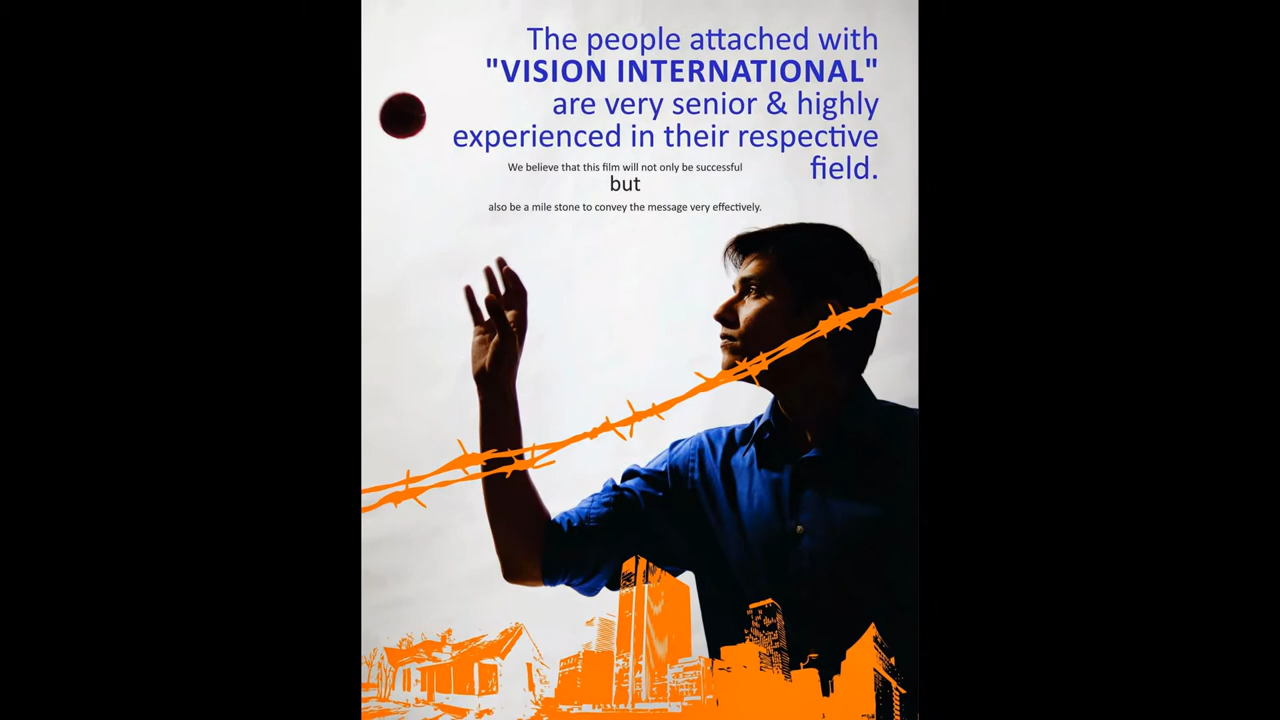 The people attached with
"VISION INTERNATIONAL"
are very senior & highly
experienced in their respective
field.
We believe that this film will not only be successful
but
also be a mile stone to convey the message very effectively.